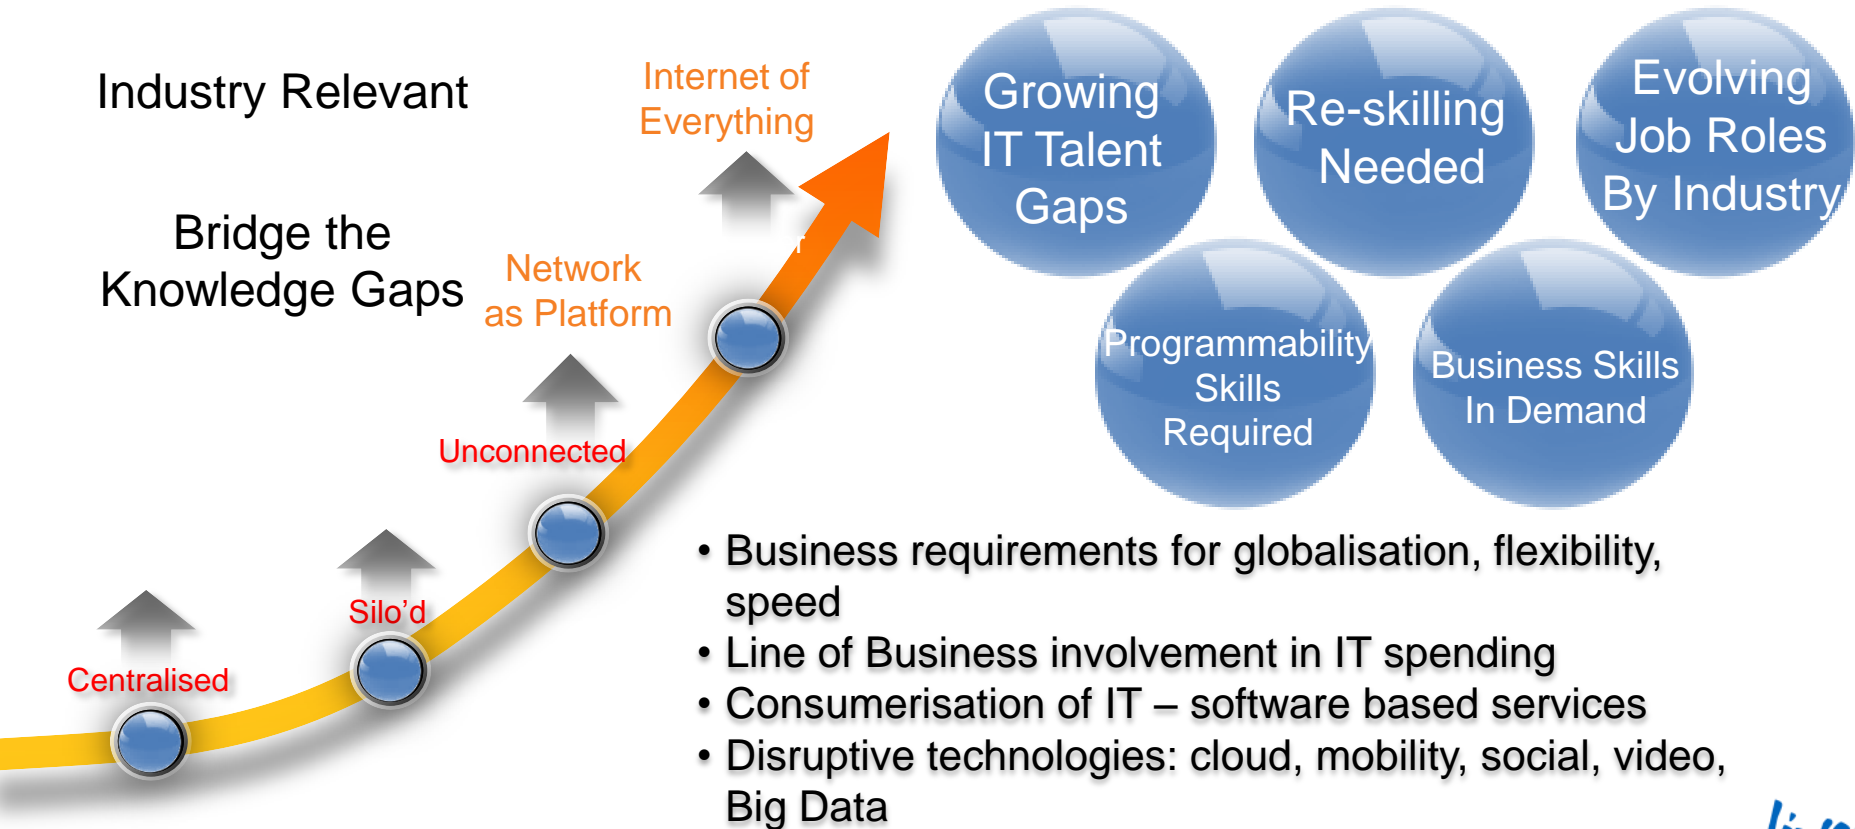 Industry Relevant
Bridge the
Knowledge Gaps
Internet of
Everything
Network
as Platform
Unconnected
Silo’d
Centralised
Growing
IT Talent
Gaps
Re-skilling
Needed
Evolving
Job Roles
By Industry
Programmability
Skills
Required
Business Skills
In Demand
• Business requirements for globalisation, flexibility,
speed
• Line of Business involvement in IT spending
• Consumerisation of IT – software based services
• Disruptive technologies: cloud, mobility, social, video,
Big Data